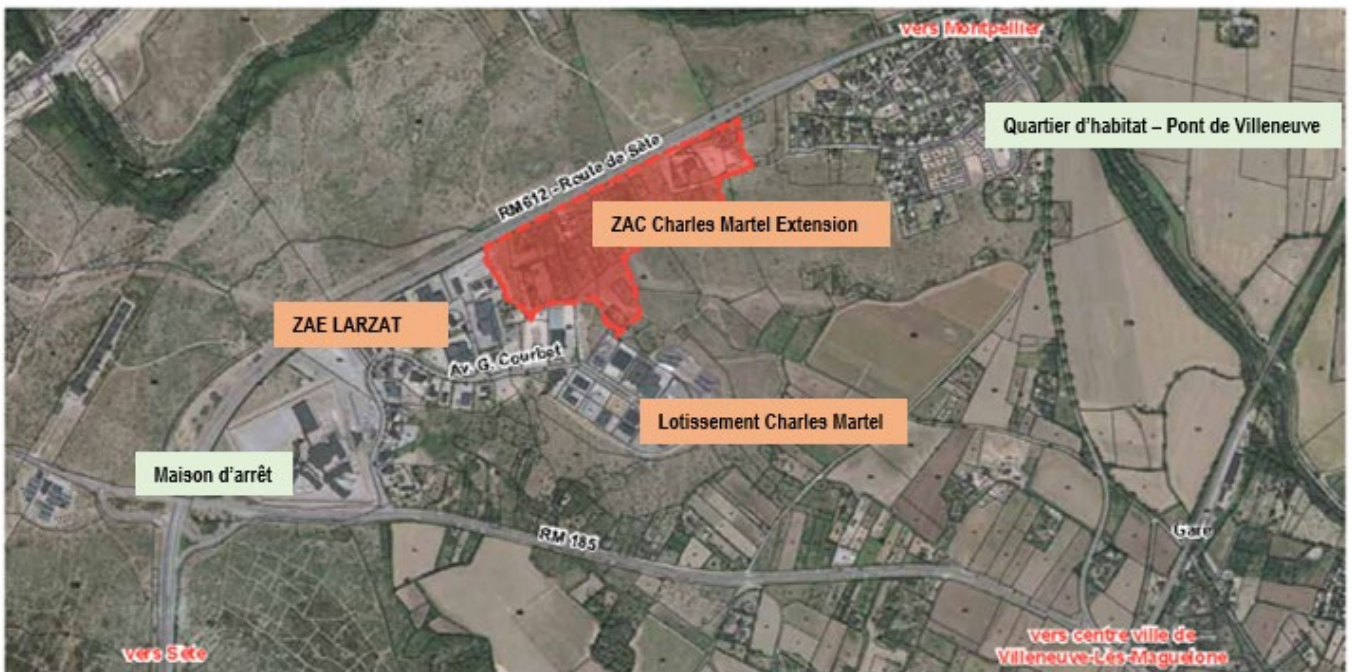 vers Montpellier
Quartier d'habitat – Pont de Villeneuve
RM612 - Route de Sète
ZAC Charles Martel Extension
ZAE LARZAT
Av. G. Courbet
Lotissement Charles Martel
Maison d'arrêt
RM 185
Gare
vers Sète
vers centre ville de
Villeneuve-Lès-Maguelone